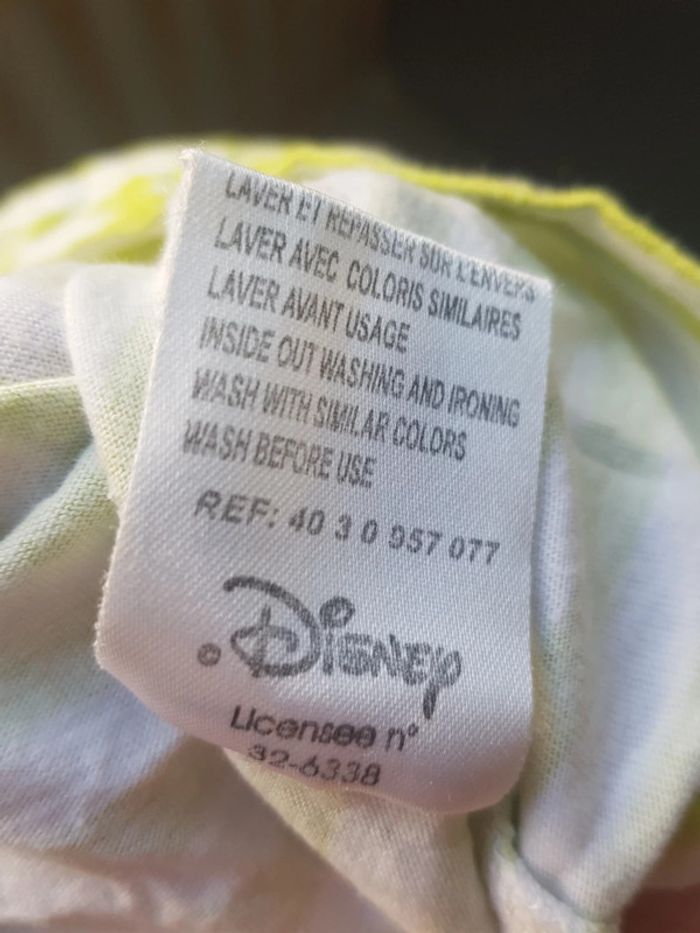 LAVER ET REPASSER SUR L'ENVERS
LAVER AVEC COLORIS SIMILAIRES
LAVER AVANT USAGE
INSIDE OUT WASHING AND IRONING
WASH WITH SIMILAR COLORS
WASH BEFORE USE
REF: 40 3 0 957 077
© Disney
Licensee n°
32-6338